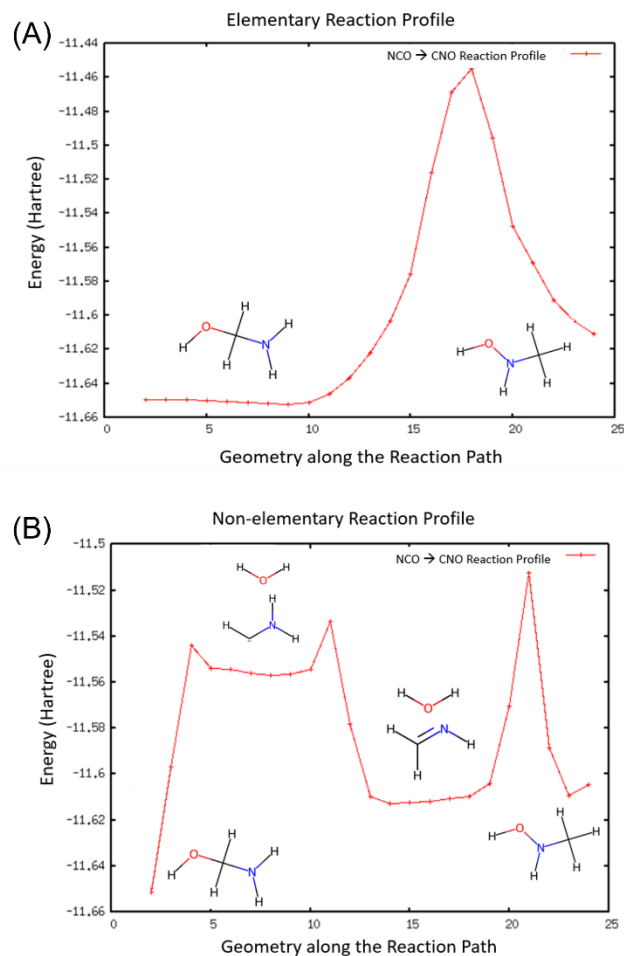 (A)
Elementary Reaction Profile
NCO → CNO Reaction Profile
Energy (Hartree)
-11.44
-11.46
-11.48
-11.5
-11.52
-11.54
-11.56
-11.58
-11.6
-11.62
-11.64
-11.66
H O H H N H H
H O N H H H H
0 5 10 15 20 25
Geometry along the Reaction Path
(B)
Non-elementary Reaction Profile
NCO → CNO Reaction Profile
Energy (Hartree)
-11.5
-11.52
-11.54
-11.56
-11.58
-11.6
-11.62
-11.64
-11.66
H O H
H H N H
H O H
H N H H
H O H H N H H
H O N H H H H
0 5 10 15 20 25
Geometry along the Reaction Path